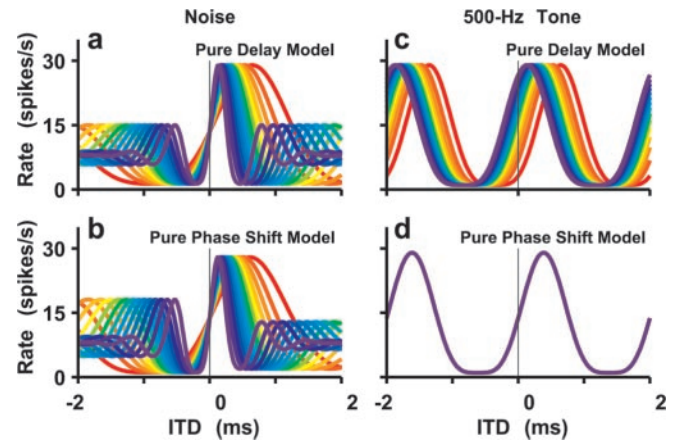 Noise
500-Hz Tone
a
Pure Delay Model
c
Pure Delay Model
Rate (spikes/s)
30
15
0
b
Pure Phase Shift Model
d
Pure Phase Shift Model
Rate (spikes/s)
30
15
0
-2
0
2
-2
0
2
ITD (ms)
ITD (ms)